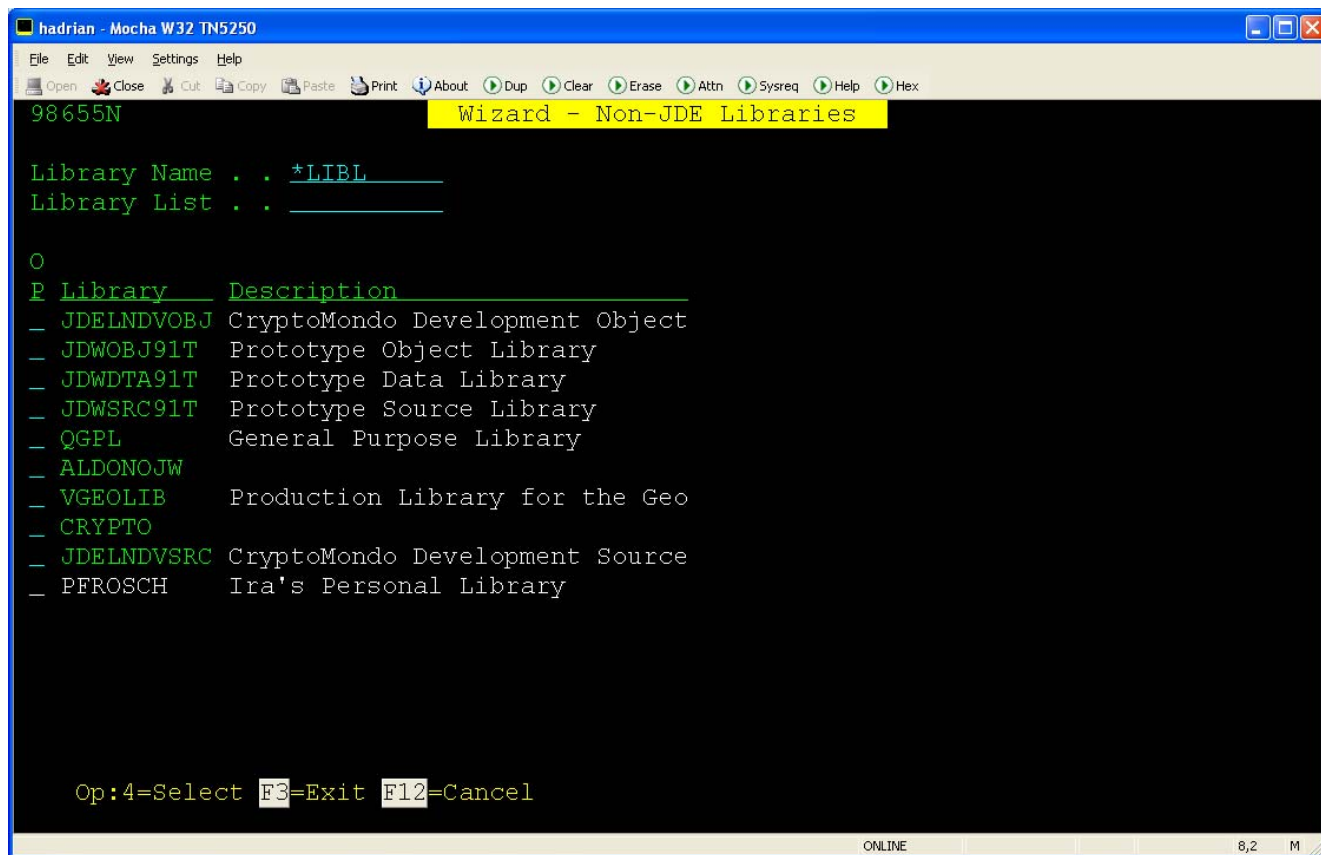 hadrian - Mocha W32 TN5250
File Edit View Settings Help
Open Close Cut Copy Paste Print About Dup Clear Erase Attn Sysreq Help Hex
98655N Wizard - Non-JDE Libraries
Library Name . . *LIBL
Library List . .
O
P Library Description
_ JDELNDVOBJ CryptoMondo Development Object
_ JDWOBJ91T Prototype Object Library
_ JDWDTA91T Prototype Data Library
_ JDWSRC91T Prototype Source Library
_ QGPL General Purpose Library
_ ALDONOJW
_ VGEOLIB Production Library for the Geo
_ CRYPTO
_ JDELNDVSRC CryptoMondo Development Source
_ PFROSCH Ira's Personal Library
Op:4=Select F3=Exit F12=Cancel
ONLINE 8,2 M